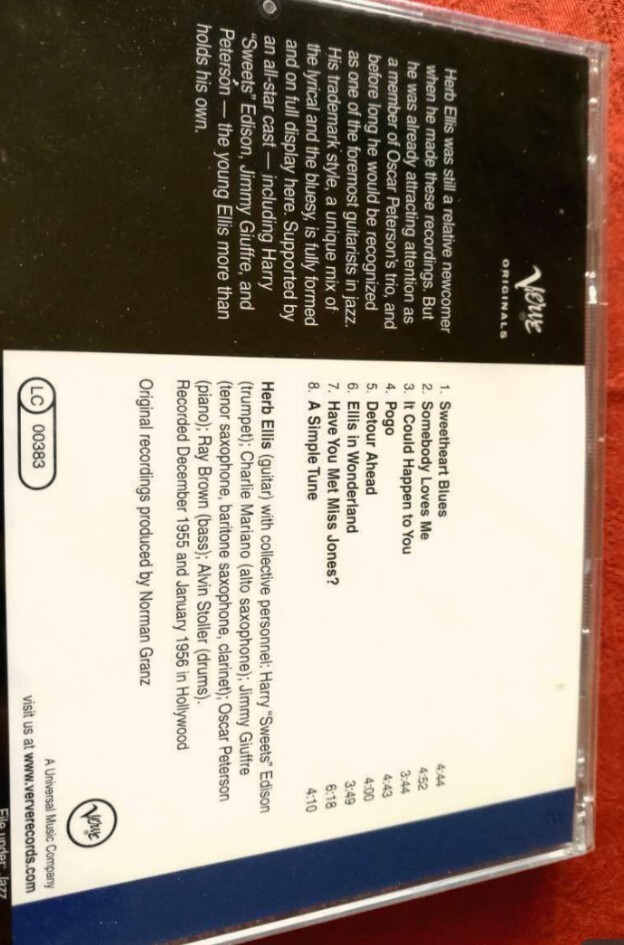 Verve
ORIGINALS
Herb Ellis was still a relative newcomer
when he made these recordings. But
he was already attracting attention as
a member of Oscar Peterson's trio, and
before long he would be recognized
as one of the foremost guitarists in jazz.
His trademark style, a unique mix of
the lyrical and the bluesy, is fully formed
and on full display here. Supported by
an all-star cast — including Harry
"Sweets" Edison, Jimmy Giuffre, and
Peterson — the young Ellis more than
holds his own.
1. Sweetheart Blues 4:44
2. Somebody Loves Me 4:52
3. It Could Happen to You 3:44
4. Pogo 4:43
5. Detour Ahead 4:00
6. Ellis in Wonderland 3:49
7. Have You Met Miss Jones? 6:18
8. A Simple Tune 4:10
Herb Ellis (guitar) with collective personnel: Harry "Sweets" Edison
(trumpet); Charlie Mariano (alto saxophone); Jimmy Giuffre
(tenor saxophone, baritone saxophone, clarinet); Oscar Peterson
(piano); Ray Brown (bass); Alvin Stoller (drums).
Recorded December 1955 and January 1956 in Hollywood
Original recordings produced by Norman Granz
LC 00383
Verve
A Universal Music Company
visit us at www.ververecords.com
File under: Jazz